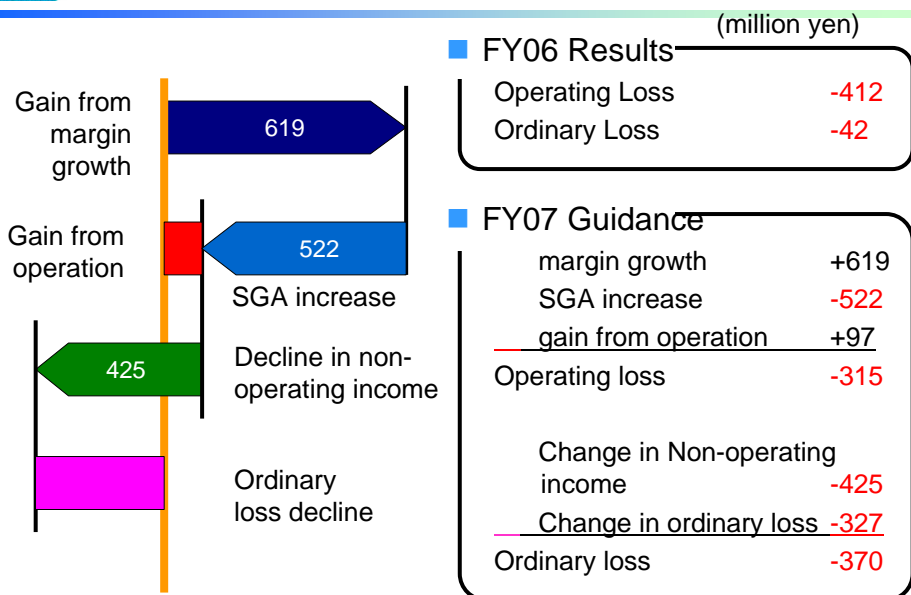 (million yen)
Gain from
margin
growth
619
Gain from
operation
522
SGA increase
425
Decline in non-
operating income
Ordinary
loss decline
FY06 Results
Operating Loss -412
Ordinary Loss -42
FY07 Guidance
margin growth +619
SGA increase -522
gain from operation +97
Operating loss -315
Change in Non-operating
income -425
Change in ordinary loss -327
Ordinary loss -370